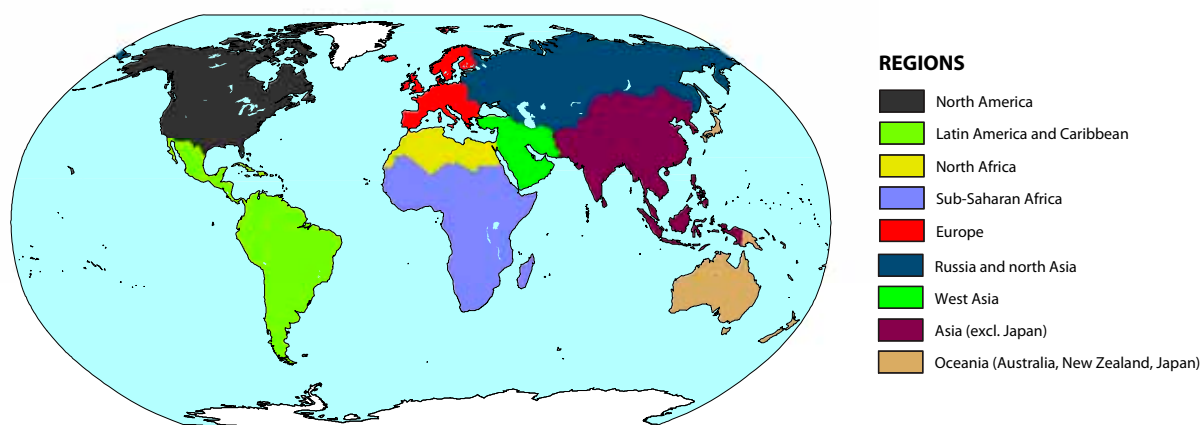 REGIONS
North America
Latin America and Caribbean
North Africa
Sub-Saharan Africa
Europe
Russia and north Asia
West Asia
Asia (excl. Japan)
Oceania (Australia, New Zealand, Japan)